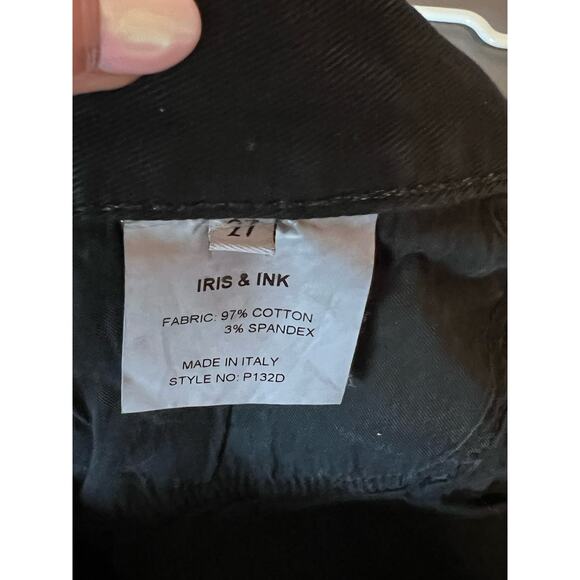 27
IRIS & INK
FABRIC: 97% COTTON
3% SPANDEX
MADE IN ITALY
STYLE NO: P132D